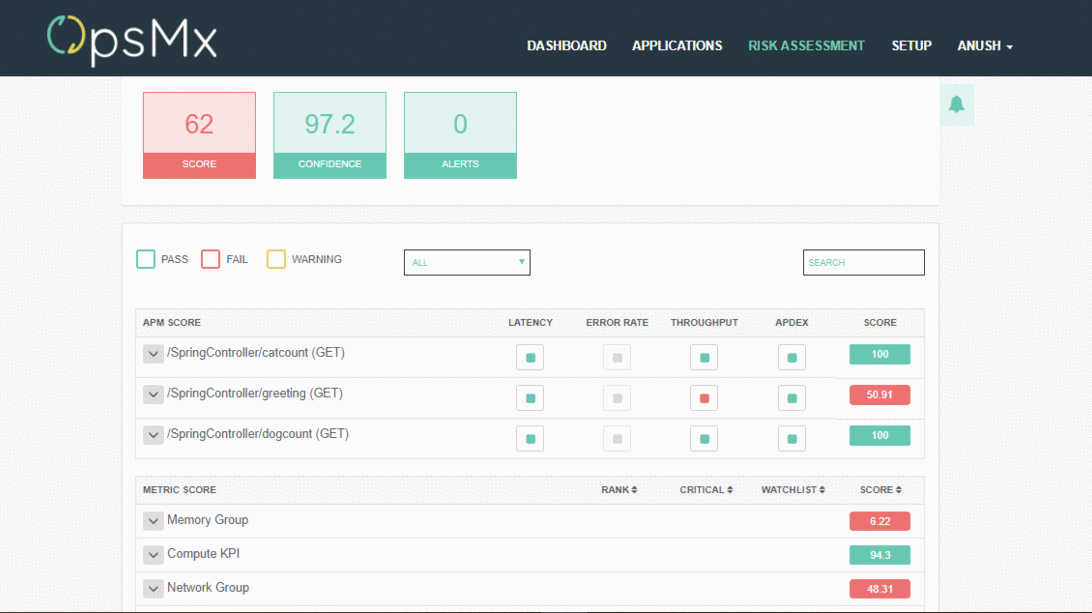 OpsMx
DASHBOARD APPLICATIONS RISK ASSESSMENT SETUP ANUSH
62 97.2 0
SCORE CONFIDENCE ALERTS
PASS FAIL WARNING ALL SEARCH
APM SCORE LATENCY ERROR RATE THROUGHPUT APDEX SCORE
/SpringController/catcount (GET) 100
/SpringController/greeting (GET) 50.91
/SpringController/dogcount (GET) 100
METRIC SCORE RANK CRITICAL WATCHLIST SCORE
Memory Group 6.22
Compute KPI 94.3
Network Group 48.31